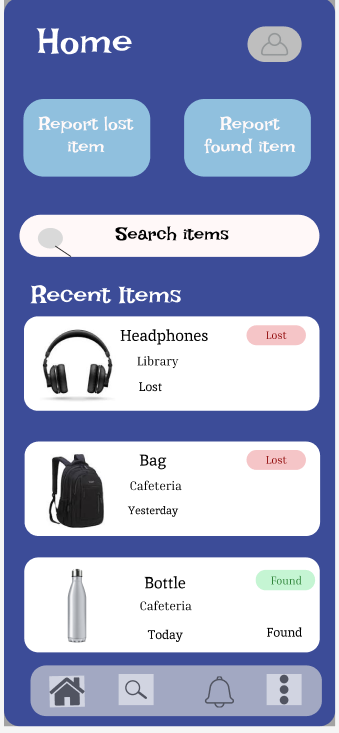 Home
Report lost
item
Report
found item
Search items
Recent Items
Headphones
Lost
Library
Lost
Bag
Lost
Cafeteria
Yesterday
Bottle
Found
Cafeteria
Today
Found